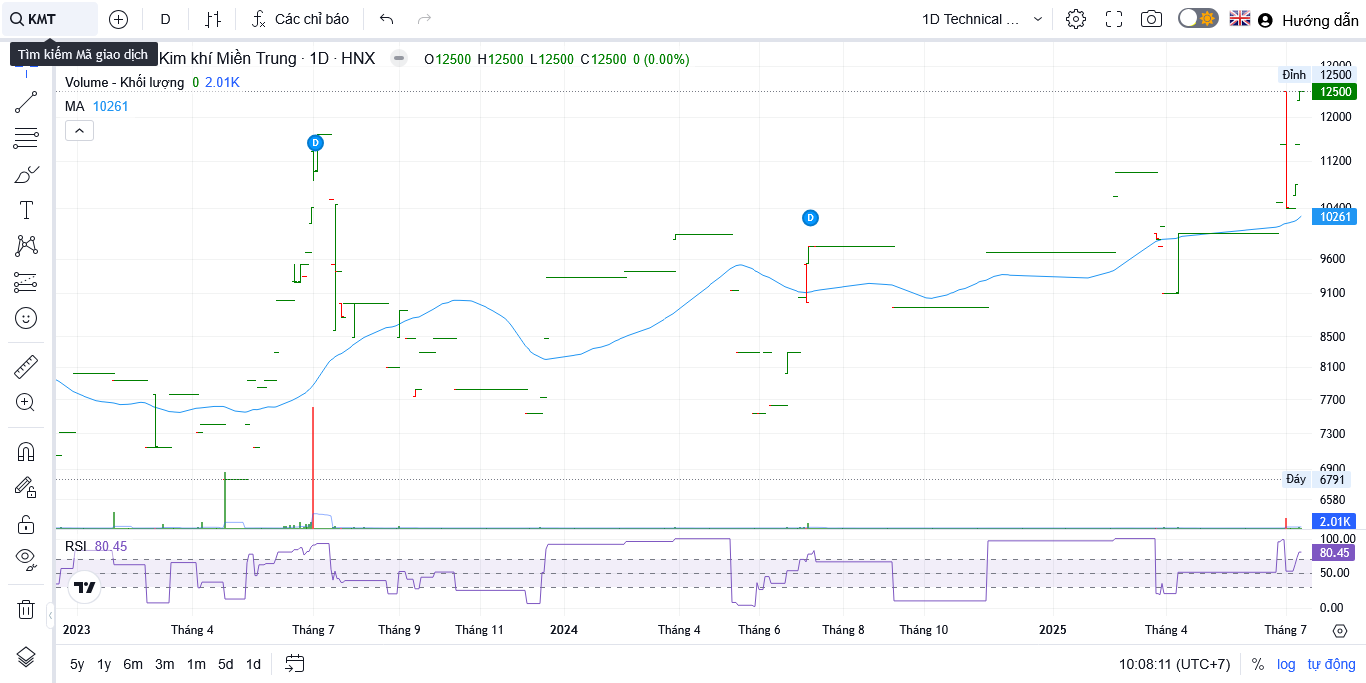 KMT D Các chỉ báo 1D Technical ... Hướng dẫn
Tìm kiếm Mã giao dịch
Kim khí Miền Trung · 1D · HNX O12500 H12500 L12500 C12500 0 (0.00%)
Volume - Khối lượng 0 2.01K
MA 10261
D
D
Đỉnh 12500
12500
12000
11200
10400
10261
9600
9100
8500
8100
7700
7300
6900
Đáy 6791
6580
2.01K
RSI 80.45
100.00
80.45
50.00
0.00
2023 Tháng 4 Tháng 7 Tháng 9 Tháng 11 2024 Tháng 4 Tháng 6 Tháng 8 Tháng 10 2025 Tháng 4 Tháng 7
5y 1y 6m 3m 1m 5d 1d 10:08:11 (UTC+7) % log tự động